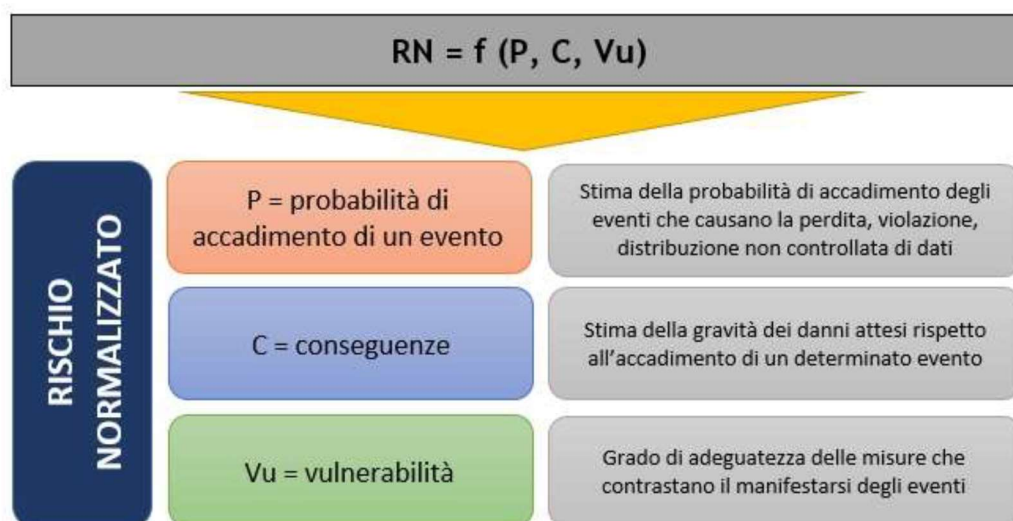 RN = f (P, C, Vu)
RISCHIO
NORMALIZZATO
P = probabilità di
accadimento di un evento
Stima della probabilità di accadimento degli
eventi che causano la perdita, violazione,
distribuzione non controllata di dati
C = conseguenze
Stima della gravità dei danni attesi rispetto
all'accadimento di un determinato evento
Vu = vulnerabilità
Grado di adeguatezza delle misure che
contrastano il manifestarsi degli eventi